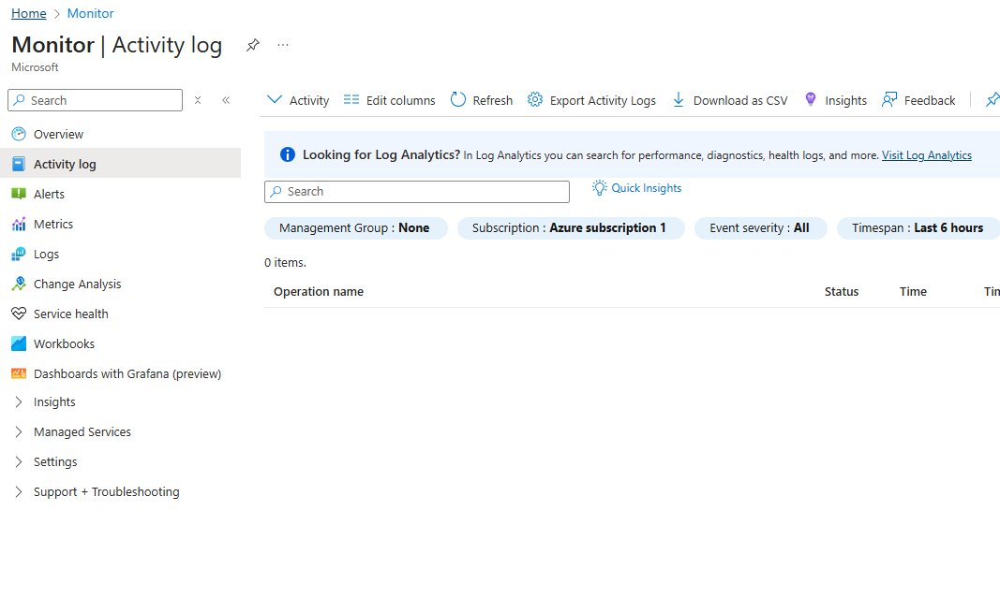 Home > Monitor
Monitor | Activity log
Microsoft
Search
Overview
Activity log
Alerts
Metrics
Logs
Change Analysis
Service health
Workbooks
Dashboards with Grafana (preview)
Insights
Managed Services
Settings
Support + Troubleshooting
Activity Edit columns Refresh Export Activity Logs Download as CSV Insights Feedback
Looking for Log Analytics? In Log Analytics you can search for performance, diagnostics, health logs, and more. Visit Log Analytics
Search Quick Insights
Management Group : None Subscription : Azure subscription 1 Event severity : All Timespan : Last 6 hours
0 items.
Operation name Status Time